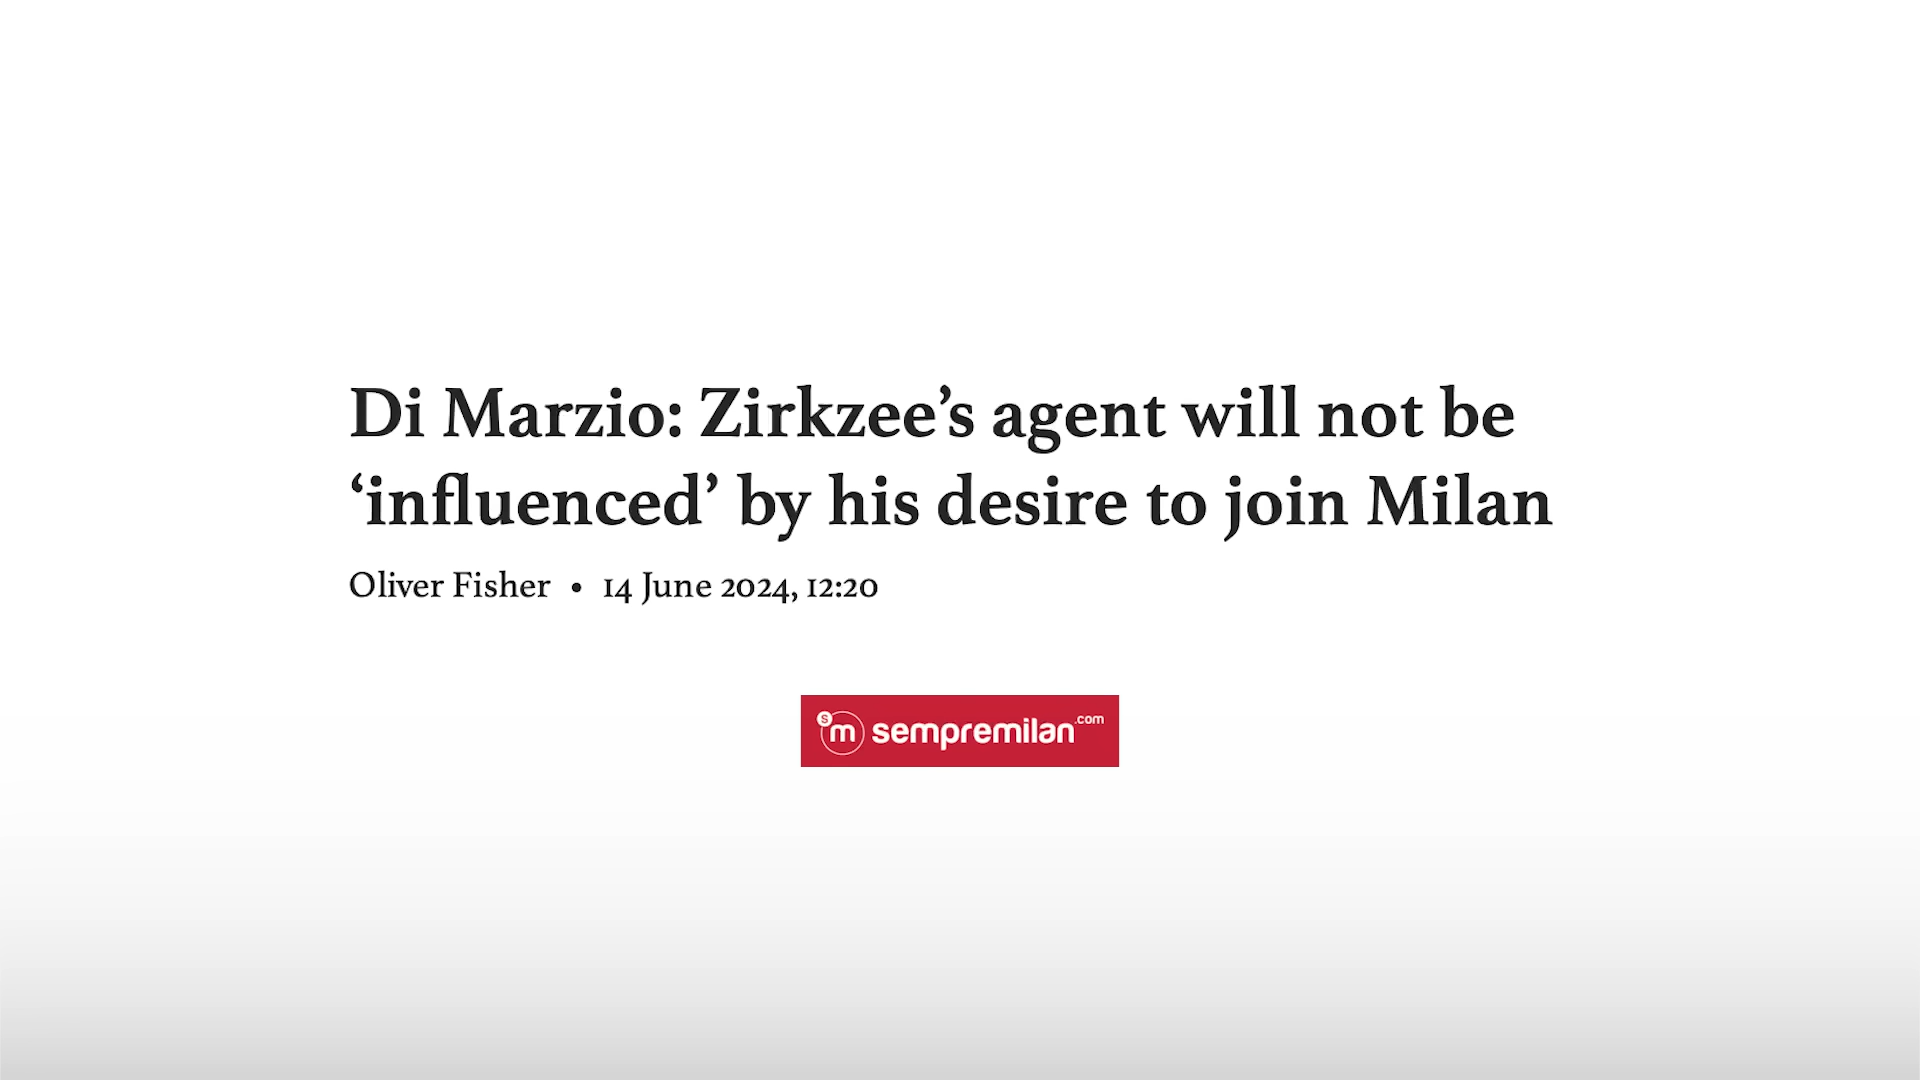 Di Marzio: Zirkzee’s agent will not be
‘influenced’ by his desire to join Milan
Oliver Fisher • 14 June 2024, 12:20
sm sempremilan.com